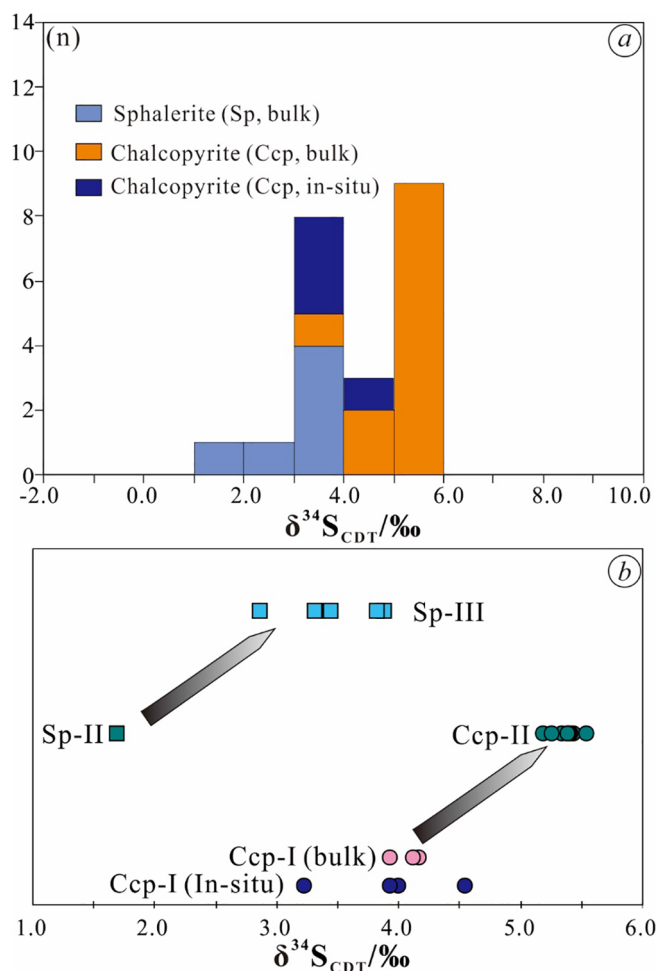 14
(n)
a
12
10
8
6
4
2
0
Sphalerite (Sp, bulk)
Chalcopyrite (Ccp, bulk)
Chalcopyrite (Ccp, in-situ)
-2.0 0.0 2.0 4.0 6.0 8.0 10.0
δ³⁴S_CDT/‰
b
Sp-III
Sp-II
Ccp-II
Ccp-I (bulk)
Ccp-I (In-situ)
1.0 2.0 3.0 4.0 5.0 6.0
δ³⁴S_CDT/‰